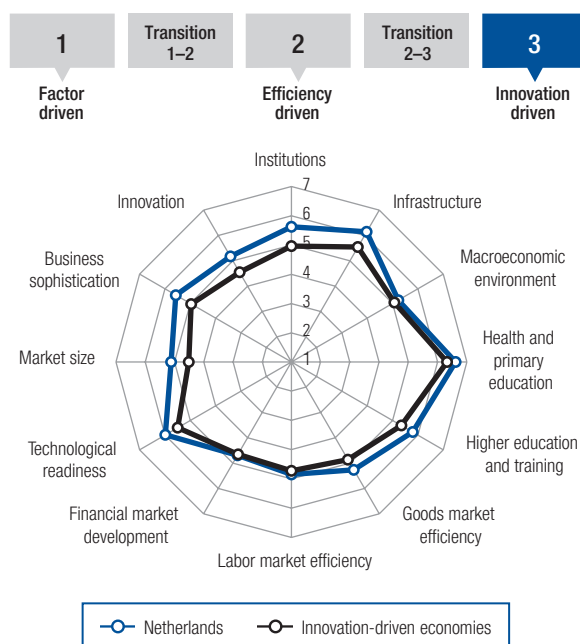 1
Transition
1–2
2
Transition
2–3
3
Factor
driven
Efficiency
driven
Innovation
driven
Institutions
Infrastructure
Macroeconomic
environment
Health and
primary
education
Higher education
and training
Goods market
efficiency
Labor market efficiency
Financial market
development
Technological
readiness
Market size
Business
sophistication
Innovation
7
6
5
4
3
2
1
Netherlands
Innovation-driven economies